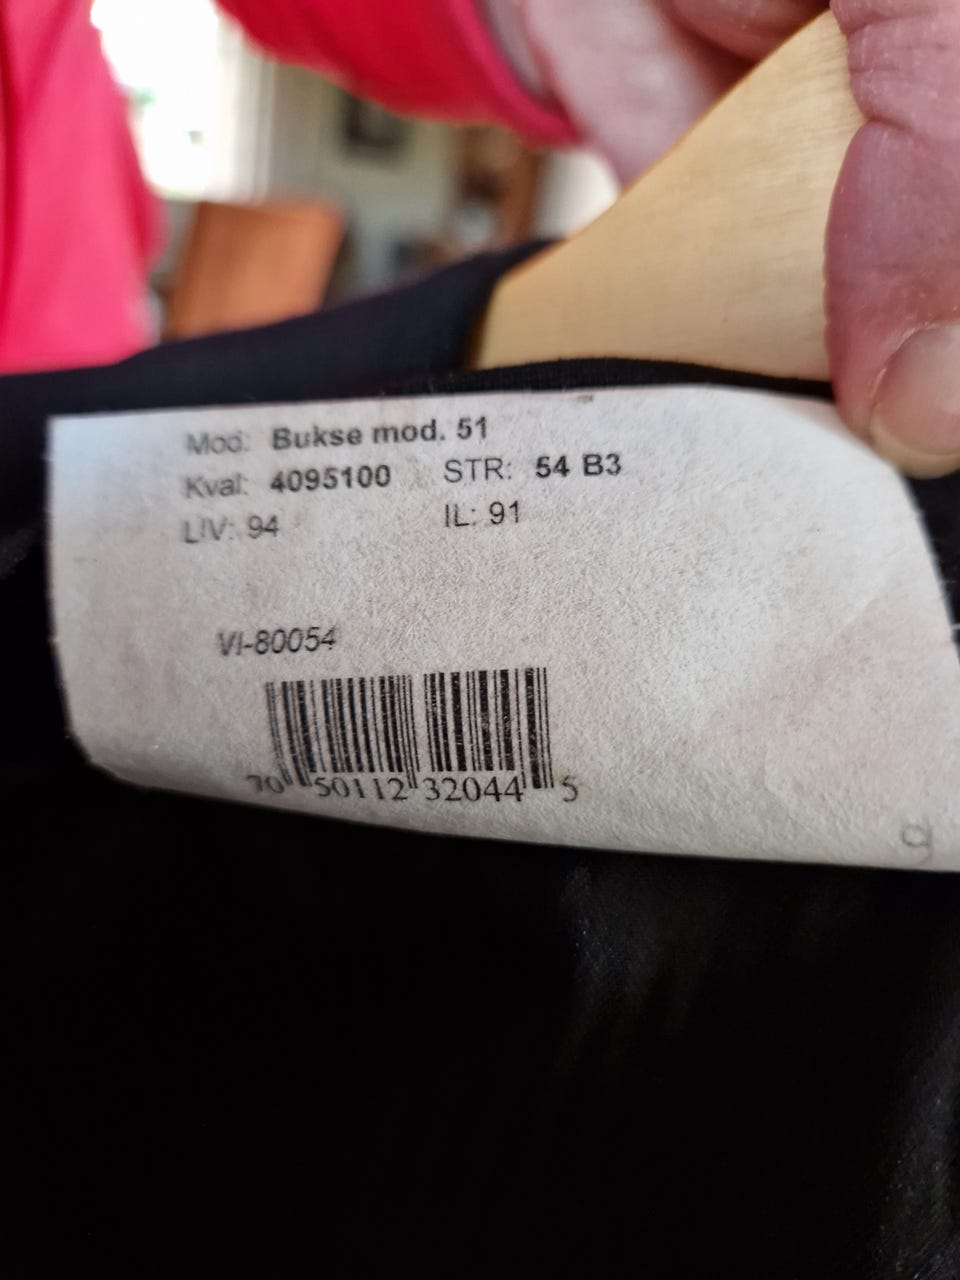 Mod: Bukse mod. 51
Kval: 4095100 STR: 54 B3
LIV: 94 IL: 91
VI-80054
70 50112 32044 5
9